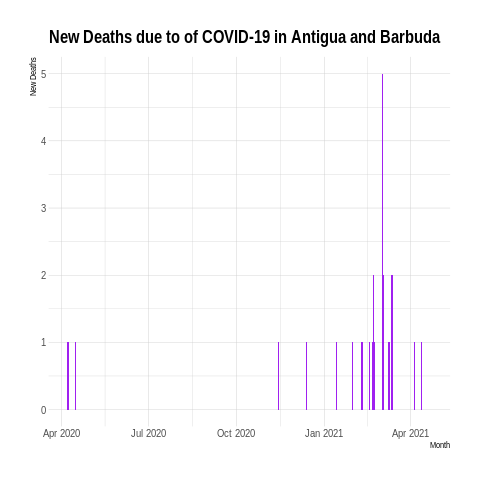 New Deaths due to of COVID-19 in Antigua and Barbuda
New Deaths
5
4
3
2
1
0
Apr 2020 Jul 2020 Oct 2020 Jan 2021 Apr 2021
Month